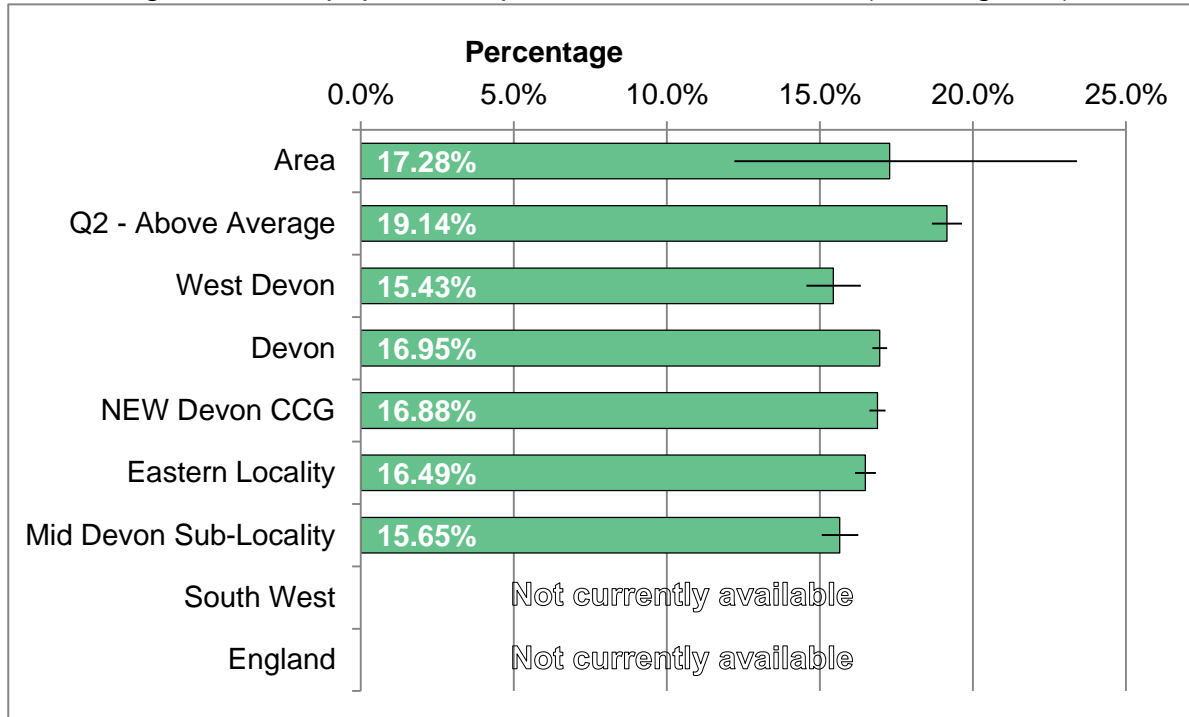 Percentage
0.0% 5.0% 10.0% 15.0% 20.0% 25.0%
Area 17.28%
Q2 - Above Average 19.14%
West Devon 15.43%
Devon 16.95%
NEW Devon CCG 16.88%
Eastern Locality 16.49%
Mid Devon Sub-Locality 15.65%
South West Not currently available
England Not currently available